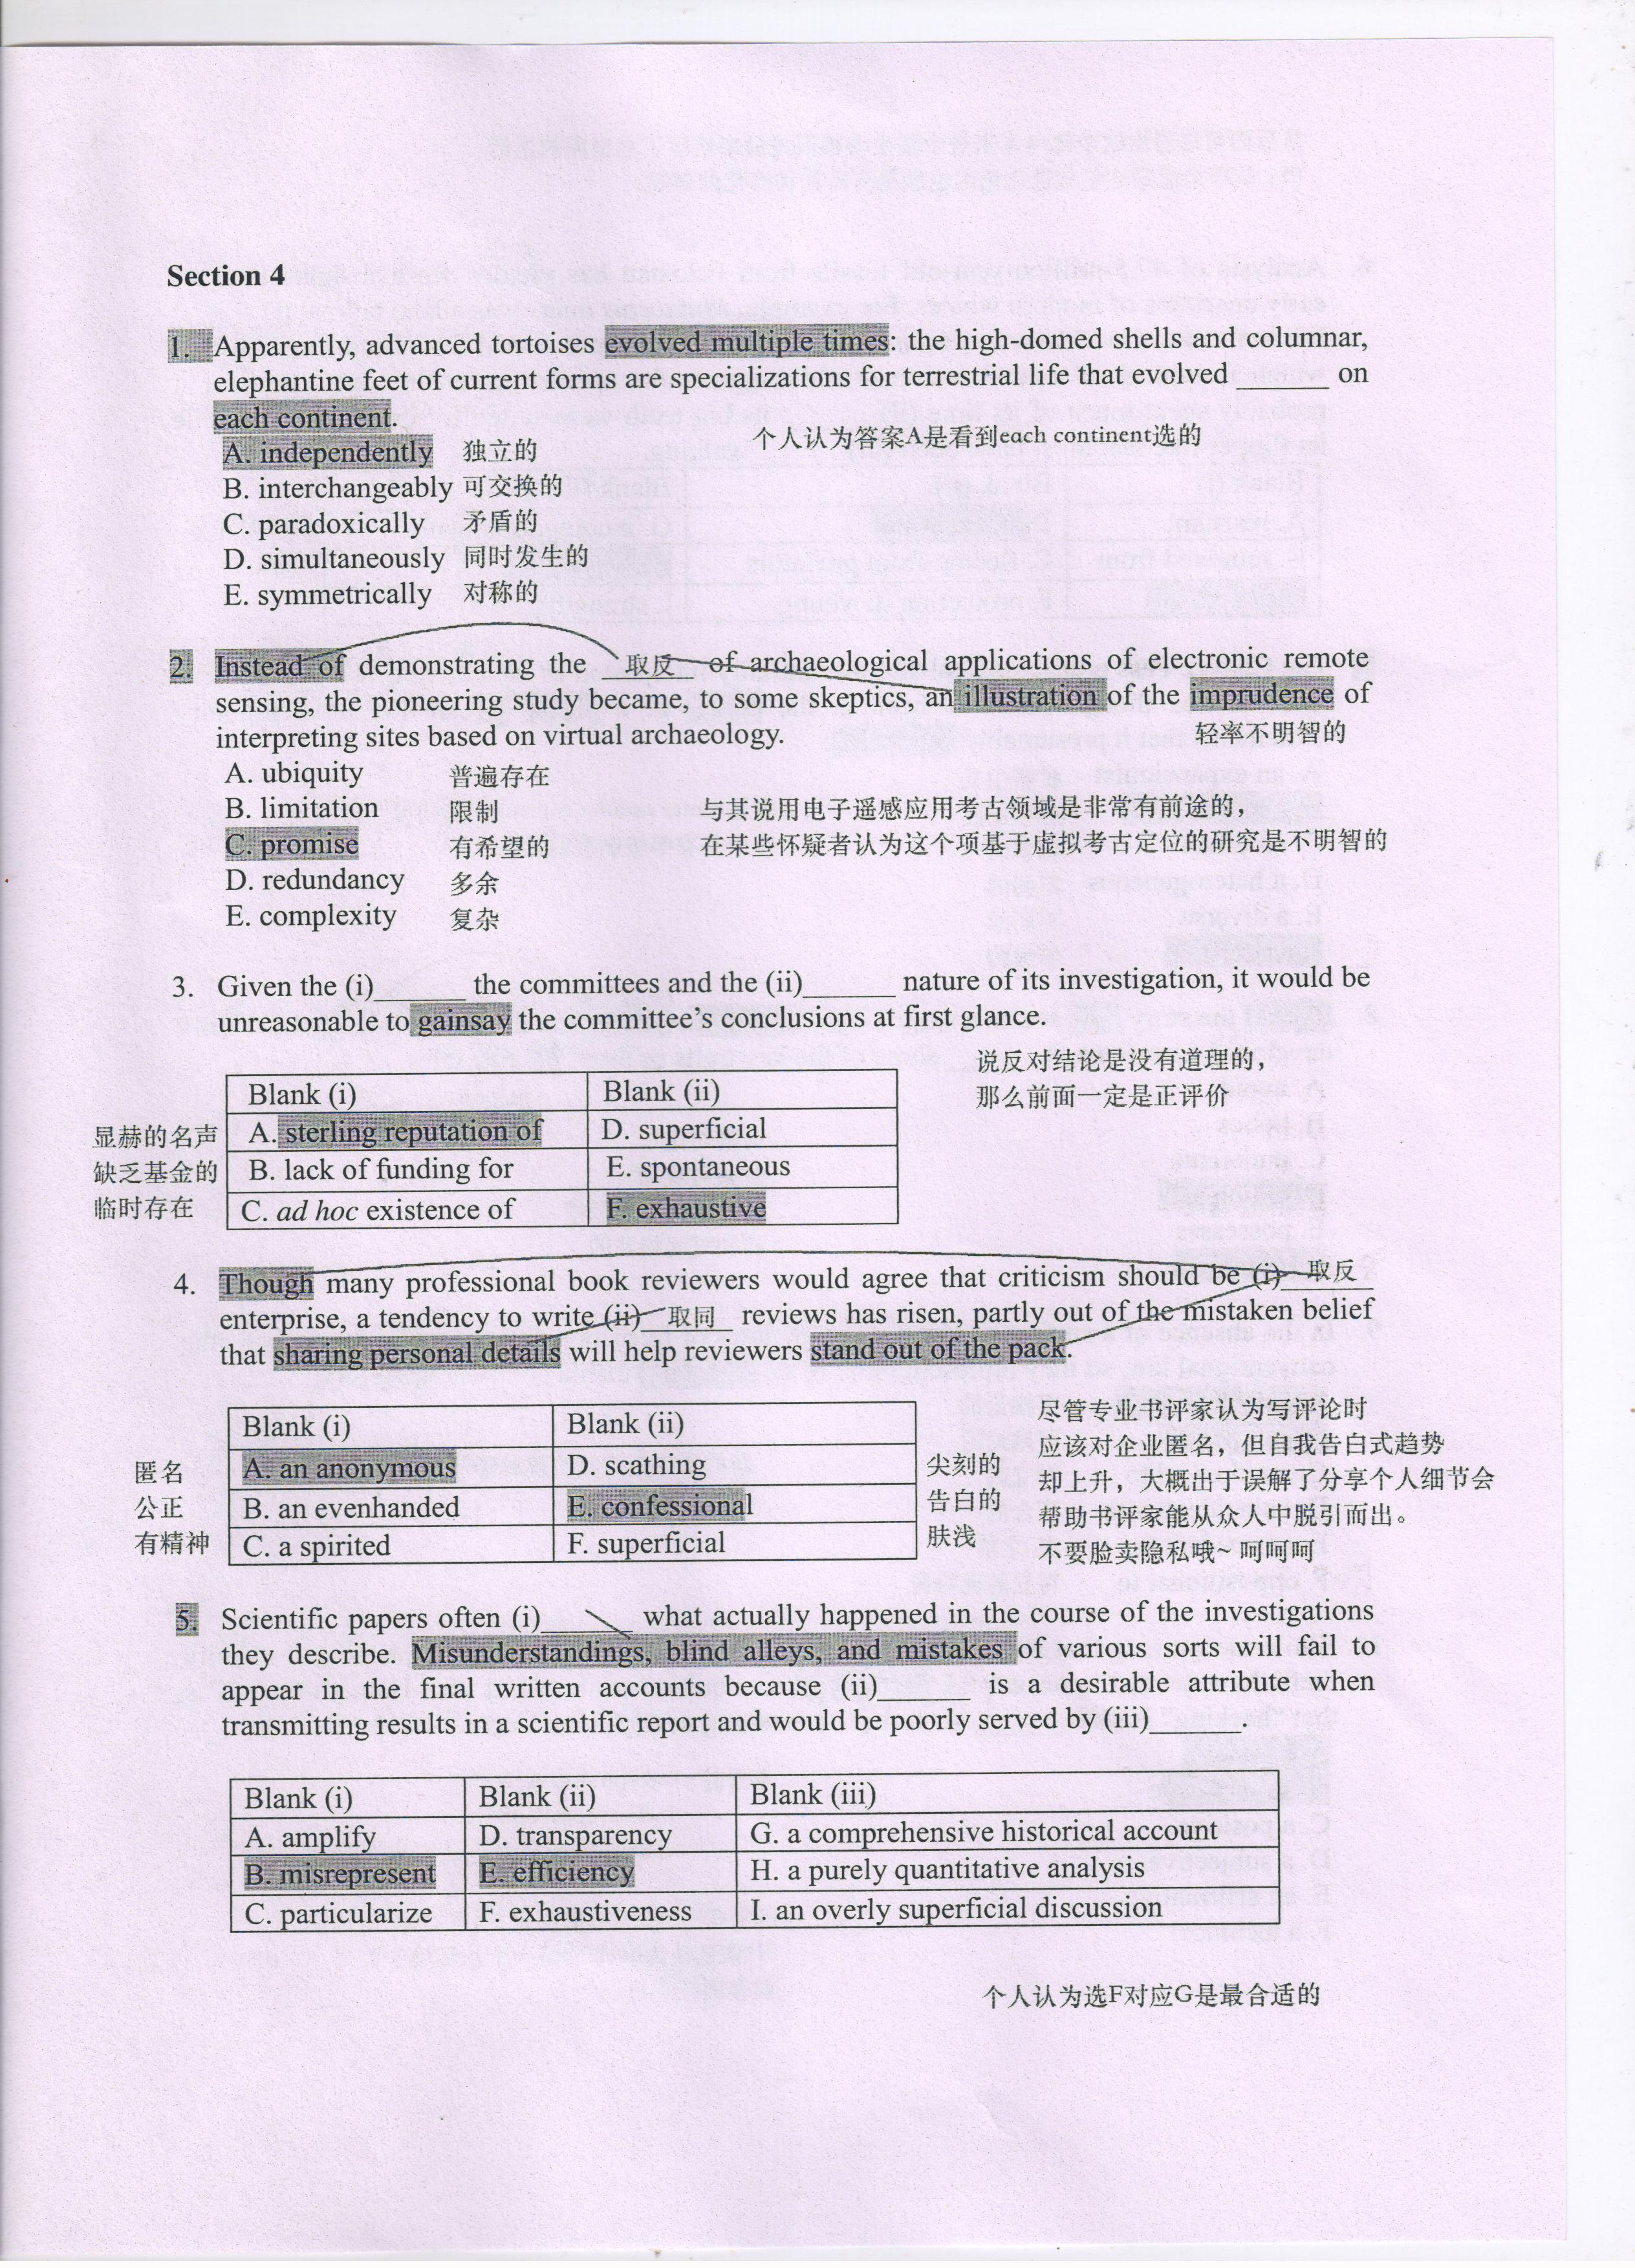 Section 4
1. Apparently, advanced tortoises evolved multiple times: the high-domed shells and columnar,
elephantine feet of current forms are specializations for terrestrial life that evolved ______ on
each continent.
个人认为答案A是看到each continent选的
A. independently 独立的
B. interchangeably 可交换的
C. paradoxically 矛盾的
D. simultaneously 同时发生的
E. symmetrically 对称的
2. Instead of demonstrating the 取反 of archaeological applications of electronic remote
sensing, the pioneering study became, to some skeptics, an illustration of the imprudence of
interpreting sites based on virtual archaeology. 轻率不明智的
A. ubiquity 普遍存在
B. limitation 限制 与其说用电子遥感应用考古领域是非常有前途的，
C. promise 有希望的 在某些怀疑者认为这个项基于虚拟考古定位的研究是不明智的
D. redundancy 多余
E. complexity 复杂
3. Given the (i)______ the committees and the (ii)______ nature of its investigation, it would be
unreasonable to gainsay the committee's conclusions at first glance.
说反对结论是没有道理的，
那么前面一定是正评价
Blank (i) Blank (ii)
显赫的名声 A. sterling reputation of D. superficial
缺乏基金的 B. lack of funding for E. spontaneous
临时存在 C. ad hoc existence of F. exhaustive
4. Though many professional book reviewers would agree that criticism should be (i) 取反
enterprise, a tendency to write (ii) 取同 reviews has risen, partly out of the mistaken belief
that sharing personal details will help reviewers stand out of the pack.
Blank (i) Blank (ii) 尽管专业书评家认为写评论时
应该对企业匿名，但自我告白式趋势
匿名 A. an anonymous D. scathing 尖刻的 却上升，大概出于误解了分享个人细节会
公正 B. an evenhanded E. confessional 告白的 帮助书评家能从众人中脱引而出。
有精神 C. a spirited F. superficial 肤浅 不要脸卖隐私哦~ 呵呵呵
5. Scientific papers often (i)______ what actually happened in the course of the investigations
they describe. Misunderstandings, blind alleys, and mistakes of various sorts will fail to
appear in the final written accounts because (ii)______ is a desirable attribute when
transmitting results in a scientific report and would be poorly served by (iii)______.
Blank (i) Blank (ii) Blank (iii)
A. amplify D. transparency G. a comprehensive historical account
B. misrepresent E. efficiency H. a purely quantitative analysis
C. particularize F. exhaustiveness I. an overly superficial discussion
个人认为选F对应G是最合适的